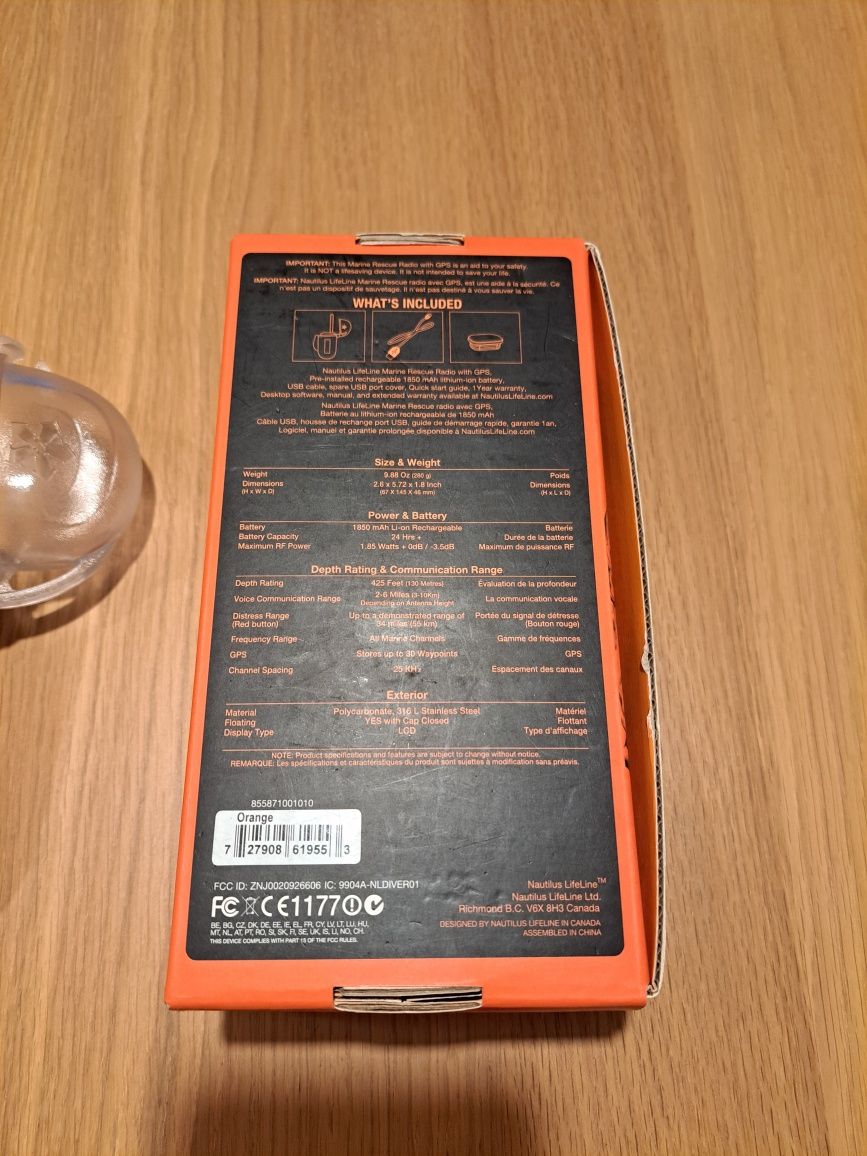 IMPORTANT: This Marine Rescue Radio with GPS is an aid to your safety.
It is NOT a lifesaving device. It is not intended to save your life.
IMPORTANT: Nautilus LifeLine Marine Rescue radio avec GPS, est une aide à la sécurité. Ce
n'est pas un dispositif de sauvetage. Il n'est pas destiné à vous sauver la vie.
WHAT'S INCLUDED
Nautilus LifeLine Marine Rescue Radio with GPS,
Pre-installed rechargeable 1850 mAh lithium-ion battery,
USB cable, spare USB port cover, Quick start guide, 1Year warranty,
Desktop software, manual, and extended warranty available at NautilusLifeLine.com
Nautilus LifeLine Marine Rescue radio avec GPS,
Batterie au lithium-ion rechargeable de 1850 mAh
Câble USB, housse de rechange port USB, guide de démarrage rapide, garantie 1an,
Logiciel, manuel et garantie prolongée disponible à NautilusLifeLine.com
Size & Weight
Weight 9.88 Oz (280 g) Poids
Dimensions 2.6 x 5.72 x 1.8 Inch Dimensions
(H x W x D) (67 X 145 X 46 mm) (H x L x D)
Power & Battery
Battery 1850 mAh Li-on Rechargeable Batterie
Battery Capacity 24 Hrs + Durée de la batterie
Maximum RF Power 1.85 Watts + 0dB / -3.5dB Maximum de puissance RF
Depth Rating & Communication Range
Depth Rating 425 Feet (130 Metres) Évaluation de la profondeur
Voice Communication Range 2-6 Miles (3-10Km) La communication vocale
Depending on Antenna Height
Distress Range Up to a demonstrated range of Portée du signal de détresse
(Red button) 34 miles (55 km) (Bouton rouge)
Frequency Range All Marine Channels Gamme de fréquences
GPS Stores up to 30 Waypoints GPS
Channel Spacing 25 KHz Espacement des canaux
Exterior
Material Polycarbonate, 316 L Stainless Steel Matériel
Floating YES with Cap Closed Flottant
Display Type LCD Type d'affichage
NOTE: Product specifications and features are subject to change without notice.
REMARQUE: Les spécifications et caractéristiques du produit sont sujettes à modification sans préavis.
855871001010
Orange
7 27908 61955 3
FCC ID: ZNJ0020926606 IC: 9904A-NLDIVER01
FC CE1177
BE, BG, CZ, DK, DE, EE, IE, EL, FR, CY, LV, LT, LU, HU,
MT, NL, AT, PT, RO, SI, SK, FI, SE, UK, IS, LI, NO, CH.
THIS DEVICE COMPLIES WITH PART 15 OF THE FCC RULES.
Nautilus LifeLine™
Nautilus LifeLine Ltd.
Richmond B.C. V6X 8H3 Canada
DESIGNED BY NAUTILUS LIFELINE IN CANADA
ASSEMBLED IN CHINA